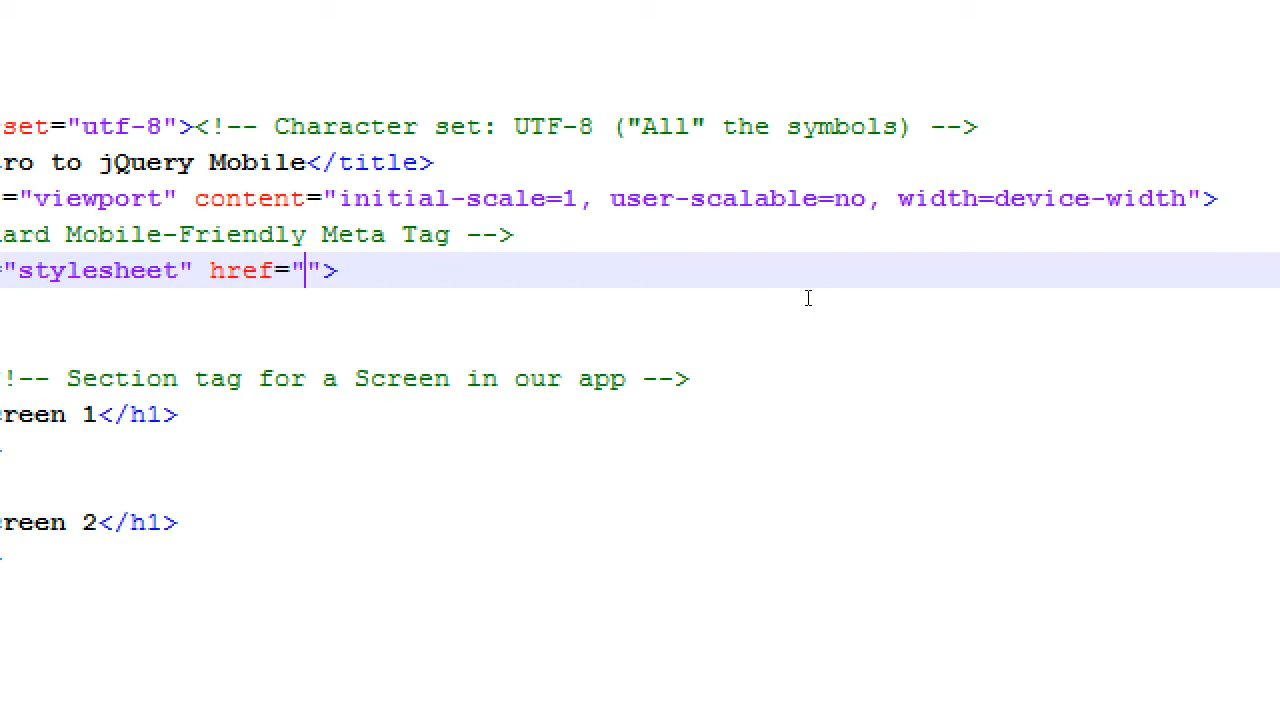 set="utf-8"><!-- Character set: UTF-8 ("All" the symbols) -->
ro to jQuery Mobile</title>
="viewport" content="initial-scale=1, user-scalable=no, width=device-width">
ard Mobile-Friendly Meta Tag -->
="stylesheet" href="">
!-- Section tag for a Screen in our app -->
reen 1</h1>
reen 2</h1>